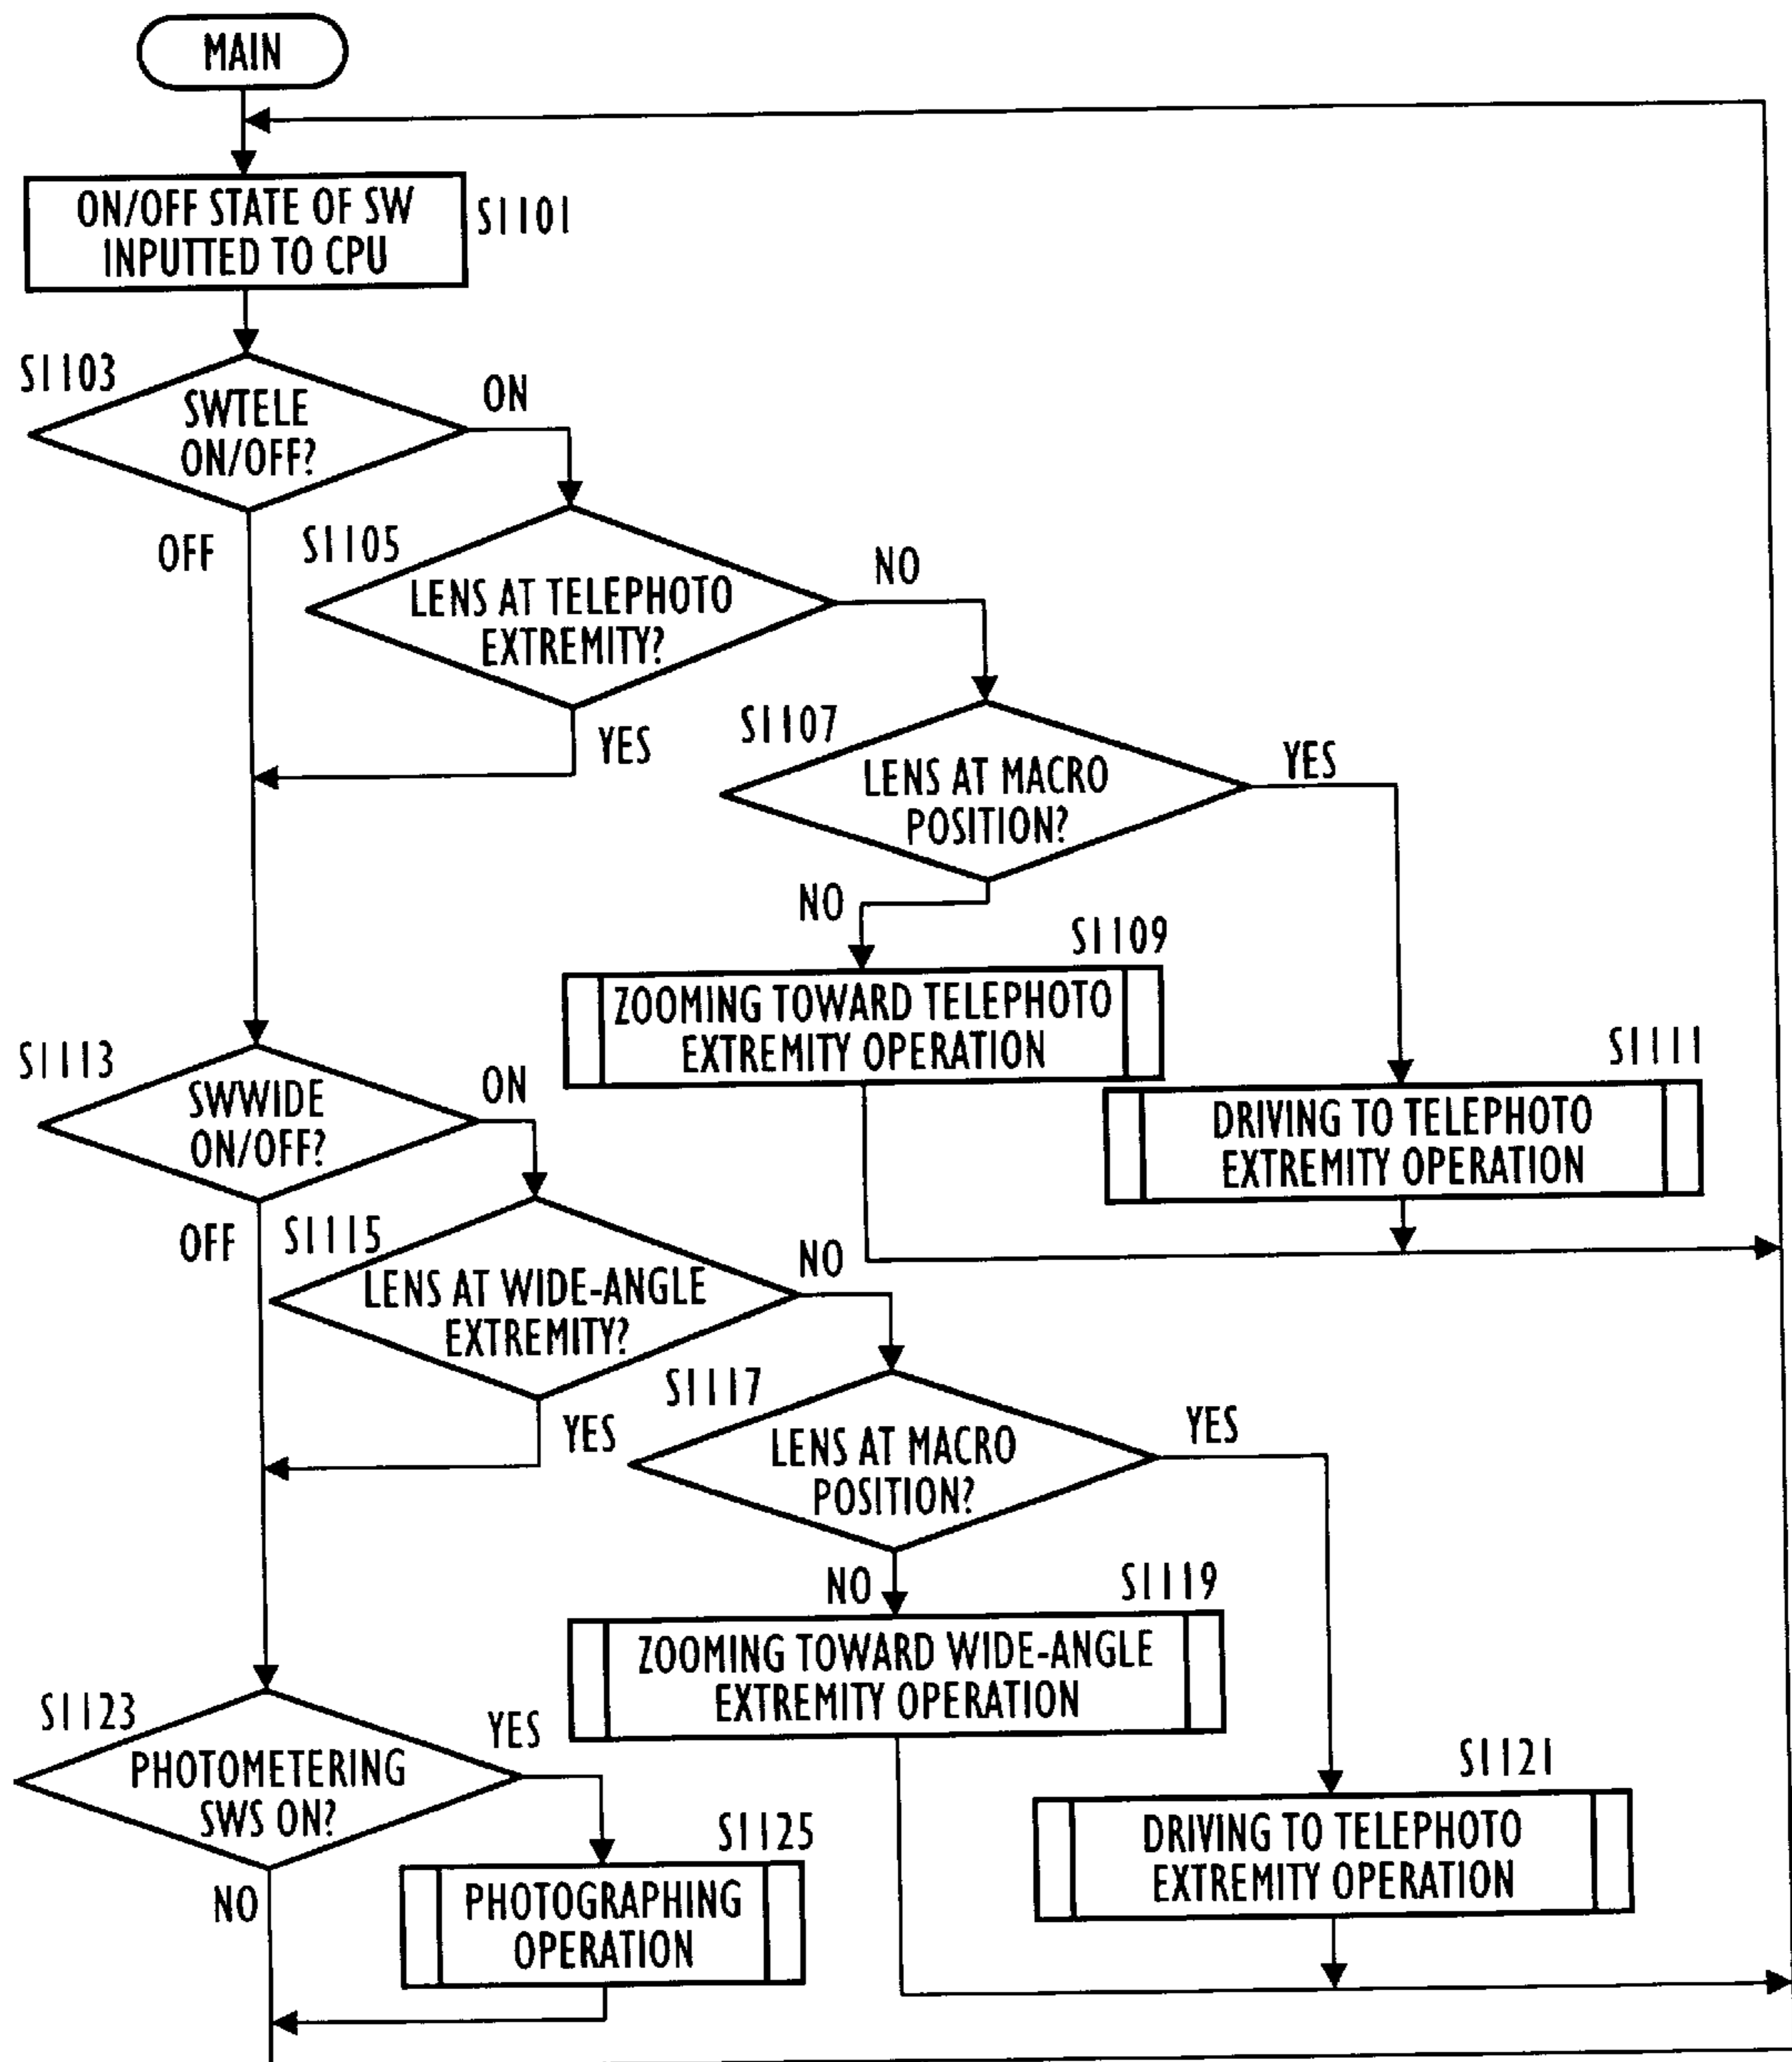 MAIN
ON/OFF STATE OF SW
INPUTTED TO CPU
S1101
S1103
SWTELE
ON/OFF?
ON
OFF
S1105
LENS AT TELEPHOTO
EXTREMITY?
NO
YES
S1107
LENS AT MACRO
POSITION?
YES
NO
S1109
ZOOMING TOWARD TELEPHOTO
EXTREMITY OPERATION
S1111
DRIVING TO TELEPHOTO
EXTREMITY OPERATION
S1113
SWWIDE
ON/OFF?
ON
OFF
S1115
LENS AT WIDE-ANGLE
EXTREMITY?
NO
YES
S1117
LENS AT MACRO
POSITION?
YES
NO
S1119
ZOOMING TOWARD WIDE-ANGLE
EXTREMITY OPERATION
S1121
DRIVING TO TELEPHOTO
EXTREMITY OPERATION
S1123
PHOTOMETERING
SWS ON?
YES
NO
S1125
PHOTOGRAPHING
OPERATION